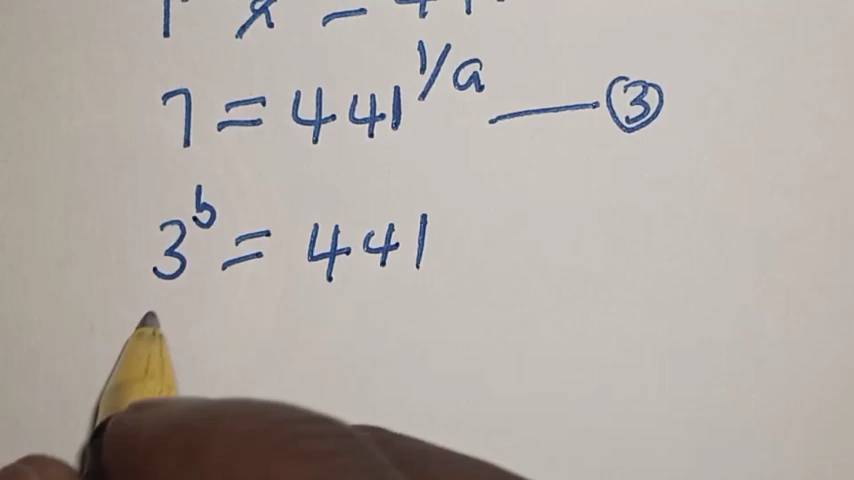 7 = 441^{1/a} — ③
3^b = 441